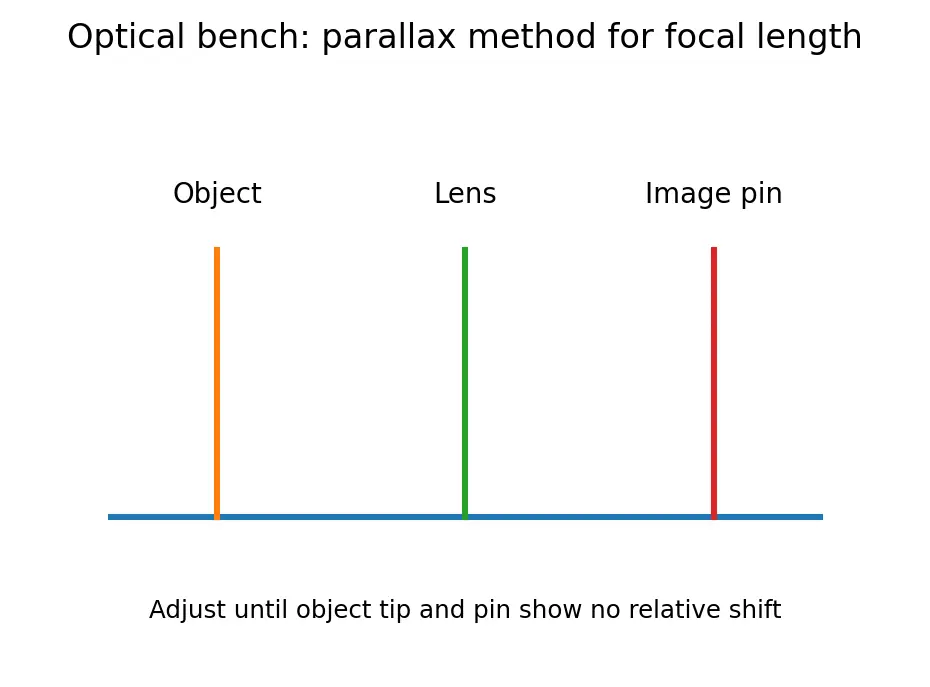 Optical bench: parallax method for focal length
Object Lens Image pin
Adjust until object tip and pin show no relative shift